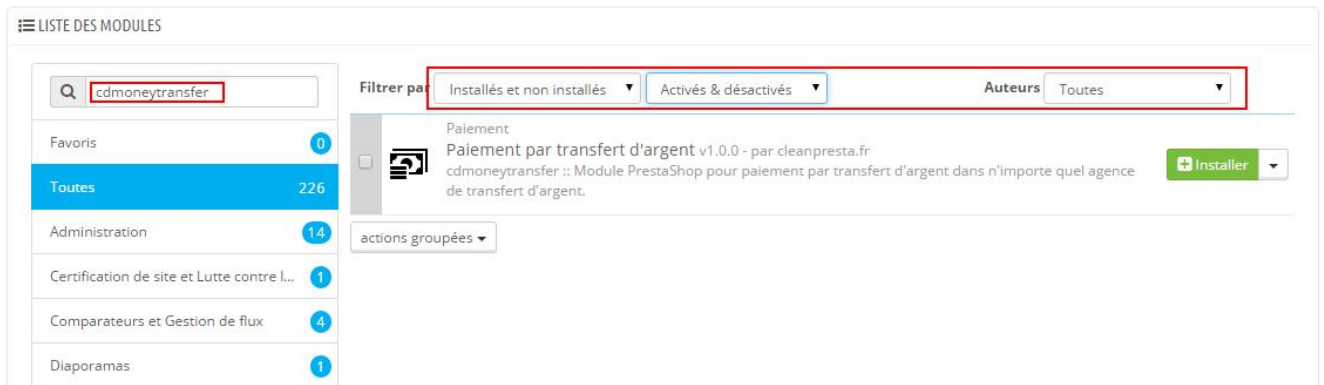 LISTE DES MODULES
cdmoneytransfer
Favoris 0
Toutes 226
Administration 14
Certification de site et Lutte contre l... 1
Comparateurs et Gestion de flux 4
Diaporamas 1
Filtrer par Installés et non installés Activés & désactivés Auteurs Toutes
Paiement
Paiement par transfert d'argent v1.0.0 - par cleanpresta.fr
cdmoneytransfer :: Module PrestaShop pour paiement par transfert d'argent dans n'importe quel agence
de transfert d'argent.
Installer
actions groupées